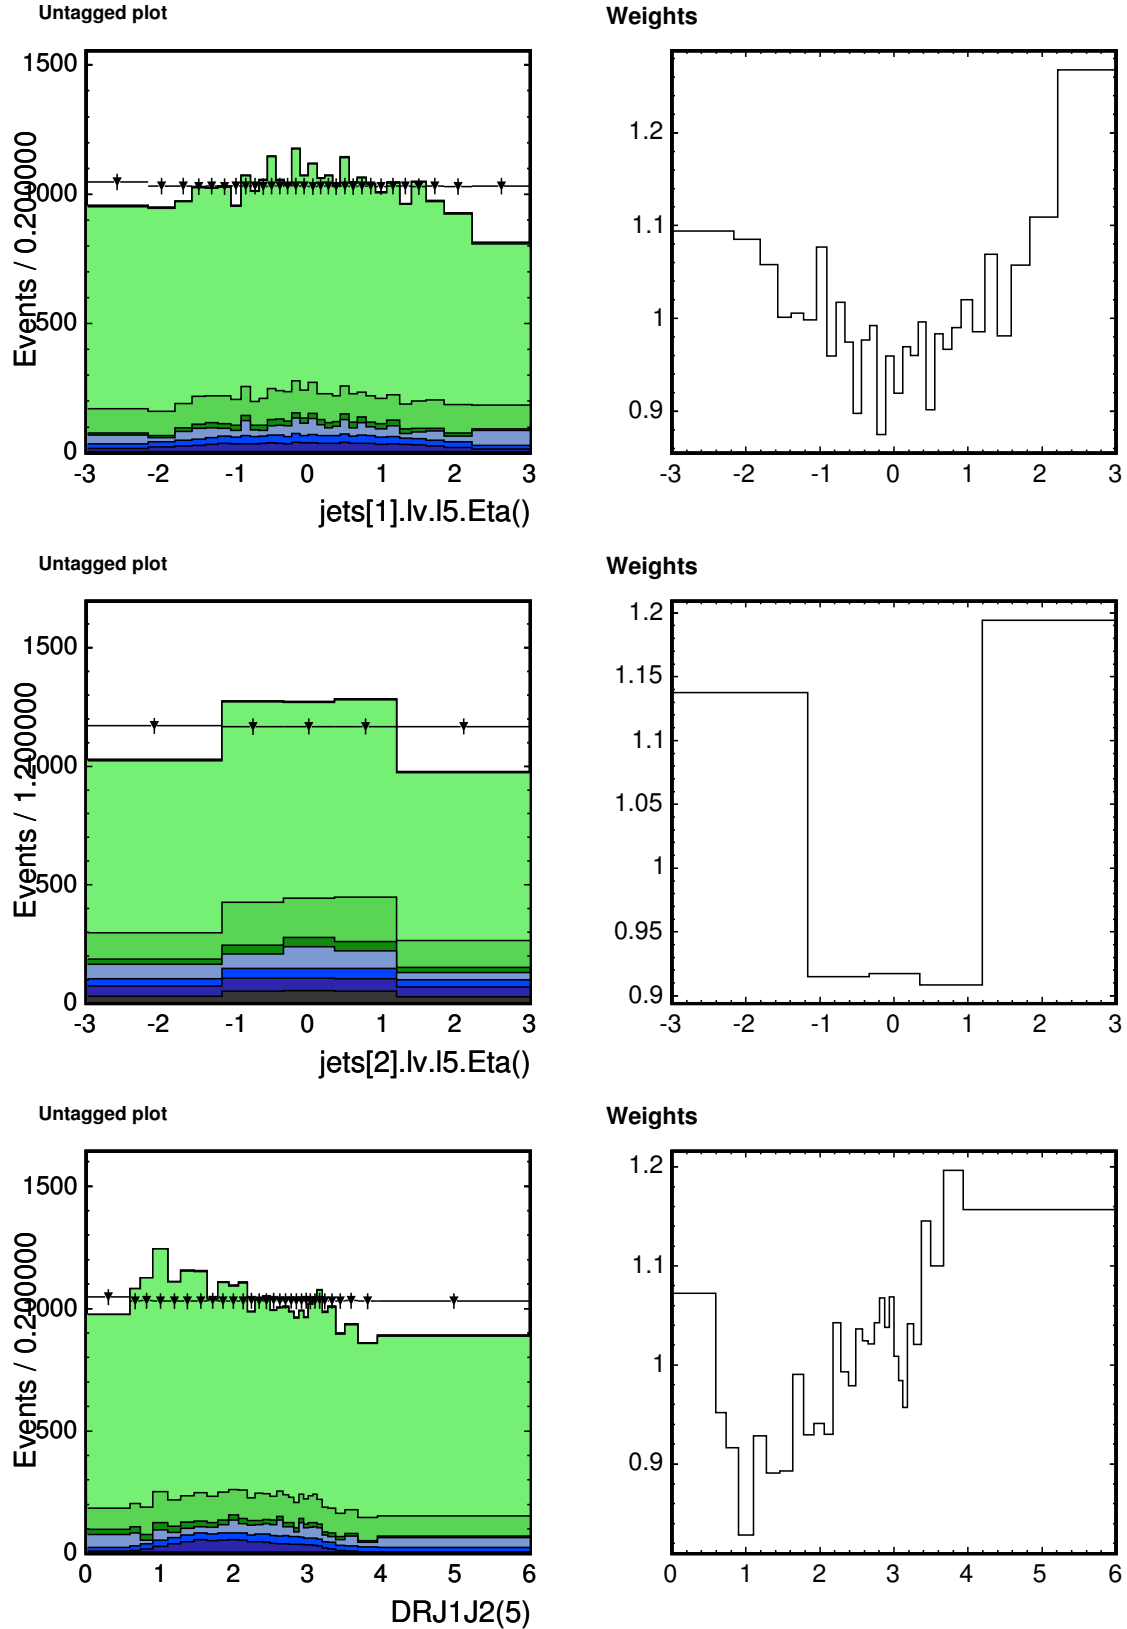 Untagged plot
Weights
Events / 0.200000
1500
1000
500
0
-3 -2 -1 0 1 2 3
jets[1].lv.l5.Eta()
1.2
1.1
1
0.9
-3 -2 -1 0 1 2 3
Untagged plot
Weights
Events / 1.200000
1500
1000
500
0
-3 -2 -1 0 1 2 3
jets[2].lv.l5.Eta()
1.2
1.15
1.1
1.05
1
0.95
0.9
-3 -2 -1 0 1 2 3
Untagged plot
Weights
Events / 0.200000
1500
1000
500
0
0 1 2 3 4 5 6
DRJ1J2(5)
1.2
1.1
1
0.9
0 1 2 3 4 5 6